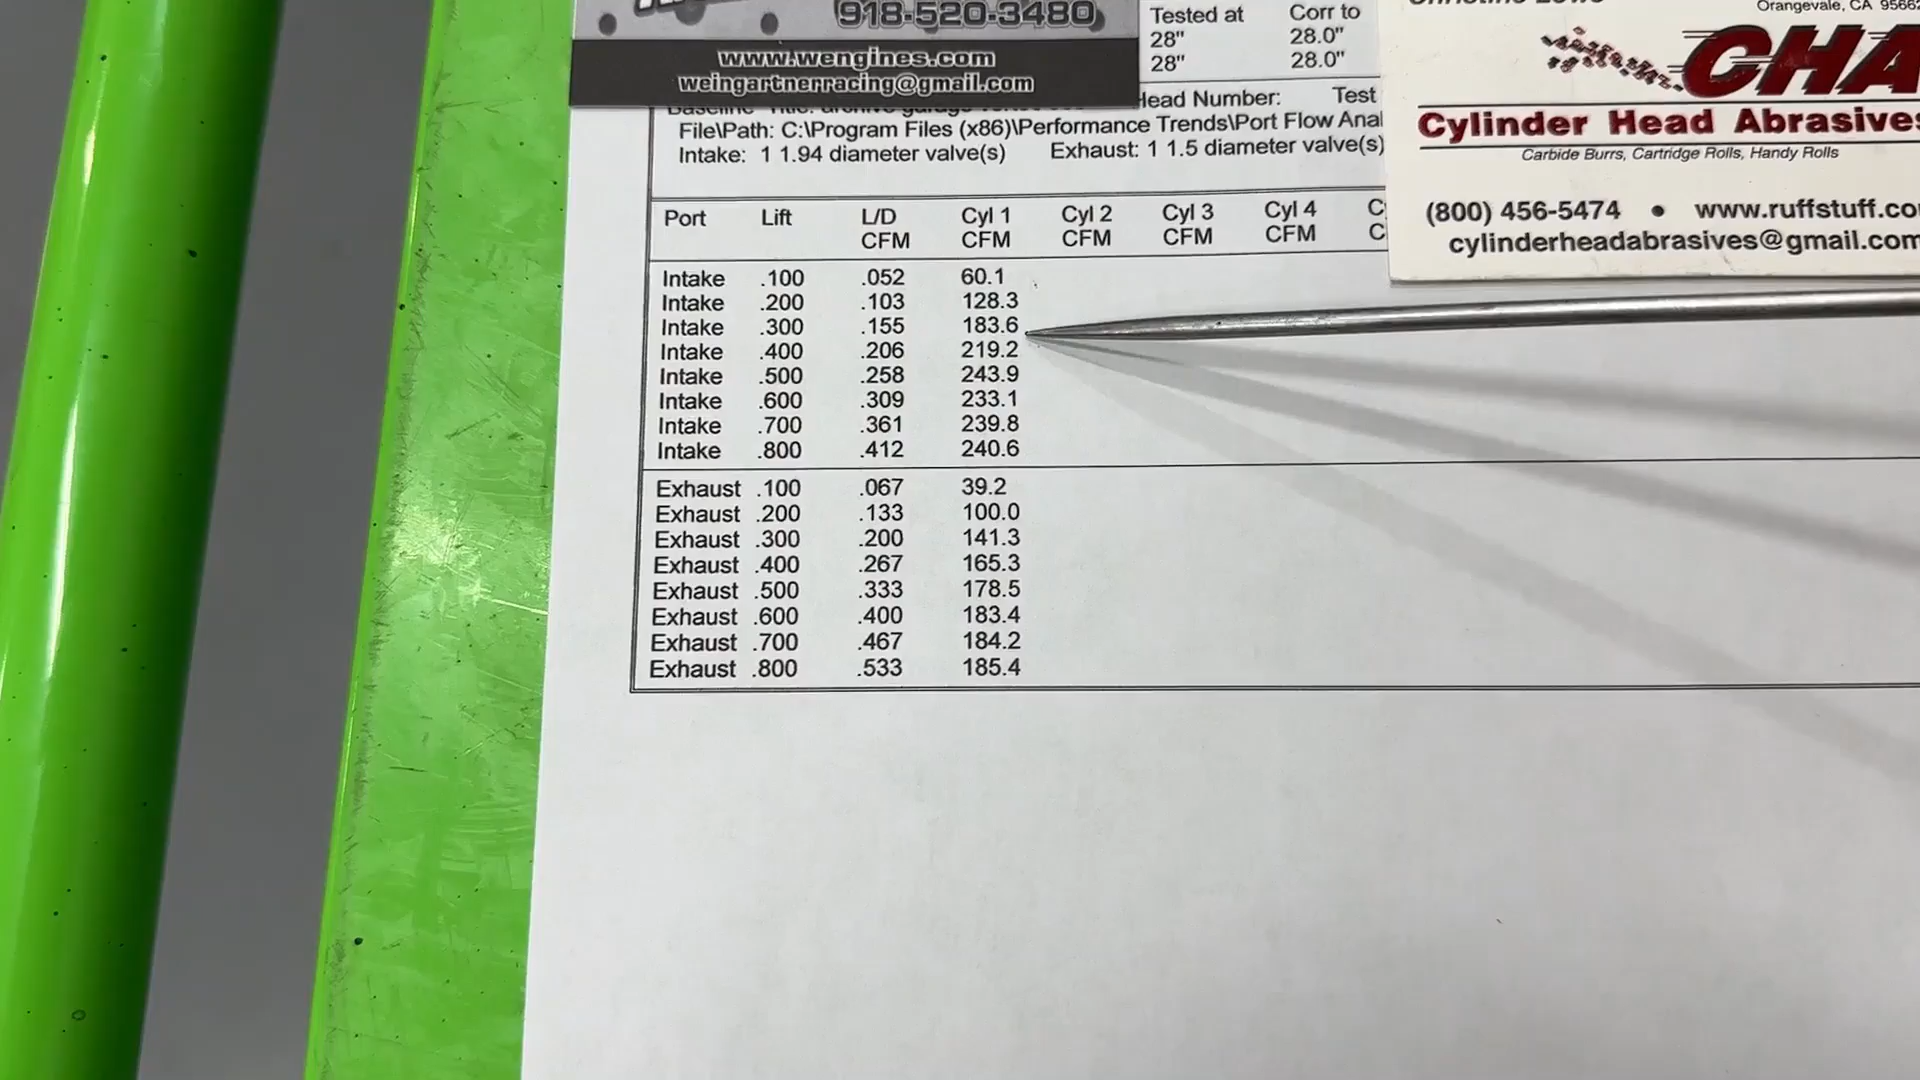 918-520-3480
www.wengines.com
weingartnerracing@gmail.com
Tested at Corr to
28" 28.0"
28" 28.0"
Head Number: Test
File\Path: C:\Program Files (x86)\Performance Trends\Port Flow Anal
Intake: 1 1.94 diameter valve(s) Exhaust: 1 1.5 diameter valve(s)
Orangevale, CA 95662
CHA
Cylinder Head Abrasives
Carbide Burrs, Cartridge Rolls, Handy Rolls
(800) 456-5474 • www.ruffstuff.co
cylinderheadabrasives@gmail.com
Port Lift L/D Cyl 1 Cyl 2 Cyl 3 Cyl 4 C
CFM CFM CFM CFM CFM C
Intake .100 .052 60.1
Intake .200 .103 128.3
Intake .300 .155 183.6
Intake .400 .206 219.2
Intake .500 .258 243.9
Intake .600 .309 233.1
Intake .700 .361 239.8
Intake .800 .412 240.6
Exhaust .100 .067 39.2
Exhaust .200 .133 100.0
Exhaust .300 .200 141.3
Exhaust .400 .267 165.3
Exhaust .500 .333 178.5
Exhaust .600 .400 183.4
Exhaust .700 .467 184.2
Exhaust .800 .533 185.4